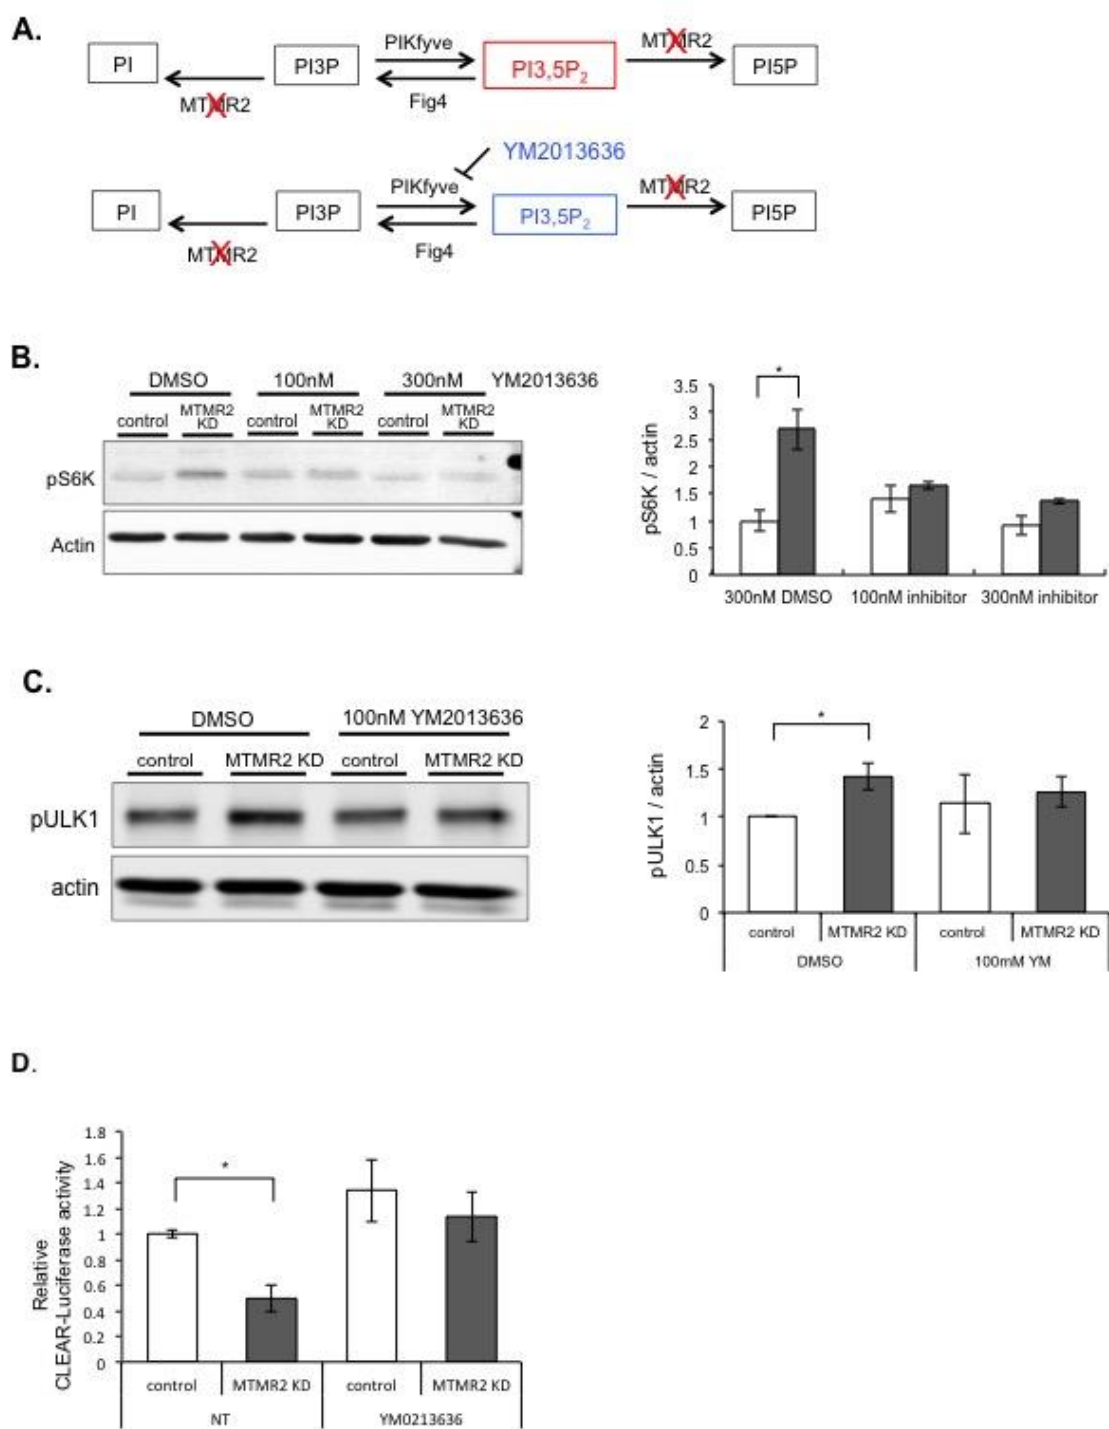 A.
PI
PI3P
PIKfyve
Fig4
PI3,5P2
MTMR2
PI5P
MTMR2
YM2013636
PI
PI3P
PIKfyve
Fig4
PI3,5P2
MTMR2
PI5P
MTMR2
B.
DMSO 100nM 300nM YM2013636
control MTMR2 KD control MTMR2 KD control MTMR2 KD
pS6K
Actin
pS6K / actin
3.5
3
2.5
2
1.5
1
0.5
0
*
300nM DMSO 100nM inhibitor 300nM inhibitor
C.
DMSO 100nM YM2013636
control MTMR2 KD control MTMR2 KD
pULK1
actin
pULK1 / actin
2
1.5
1
0.5
0
*
control MTMR2 KD control MTMR2 KD
DMSO 100mM YM
D.
Relative
CLEAR-Luciferase activity
1.8
1.6
1.4
1.2
1
0.8
0.6
0.4
0.2
0
*
control MTMR2 KD control MTMR2 KD
NT YM0213636